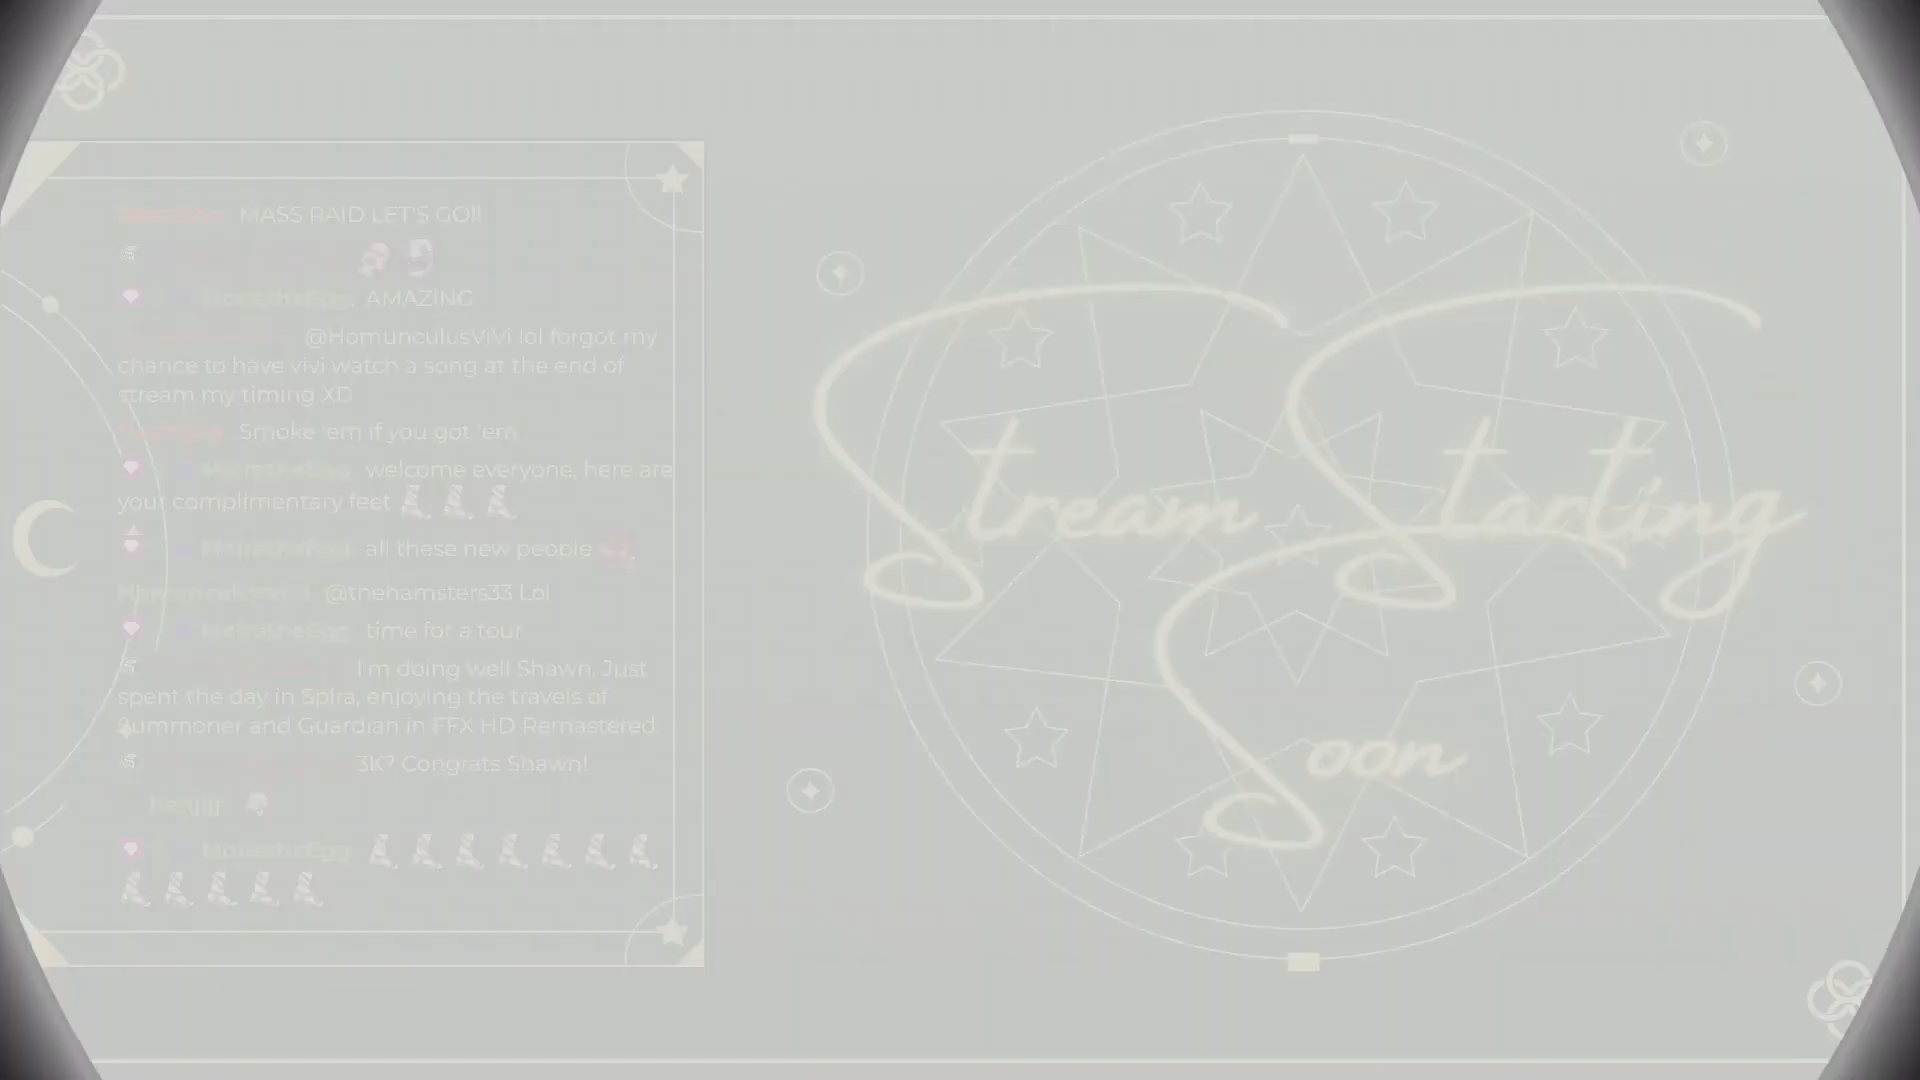 MASS RAID LET'S GO!!
AMAZING
@HomunculusViVi lol forgot my
chance to have vivi watch a song at the end of
stream my timing XD
Smoke 'em if you got 'em
welcome everyone, here are
your complimentary feet
all these new people
@thehamsters33 Lol
time for a tour
I'm doing well Shawn. Just
spent the day in Spira, enjoying the travels of
Summoner and Guardian in FFX HD Remastered.
3K? Congrats Shawn!
Stream Starting
Soon